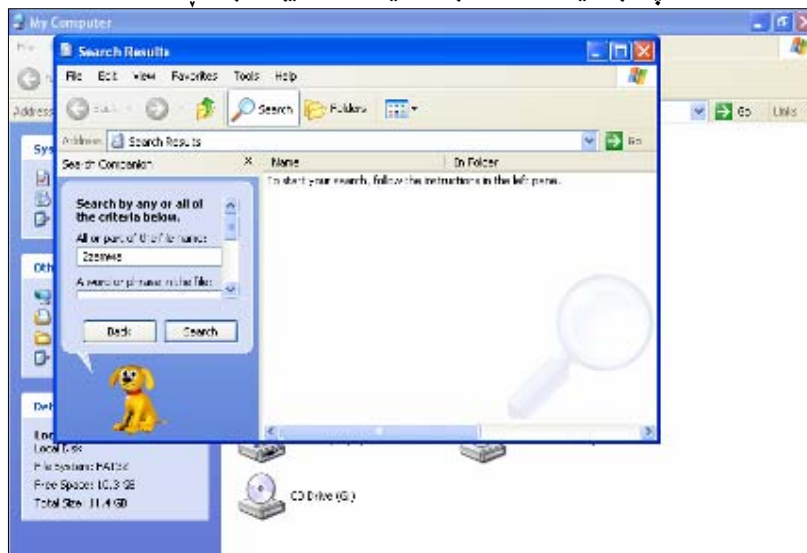 My Computer
Search Results
File Edit View Favorites Tools Help
Back Search Folders
Address Go Links
Address Search Results Go
Search Companion X Name In Folder
To start your search, follow the instructions in the left pane.
Search by any or all of
the criteria below.
All or part of the file name:
A word or phrase in the file:
Back Search
Local Disk
File System: FAT32
Free Space: 10.3 GB
Total Size: 11.4 GB
CD Drive (G:)